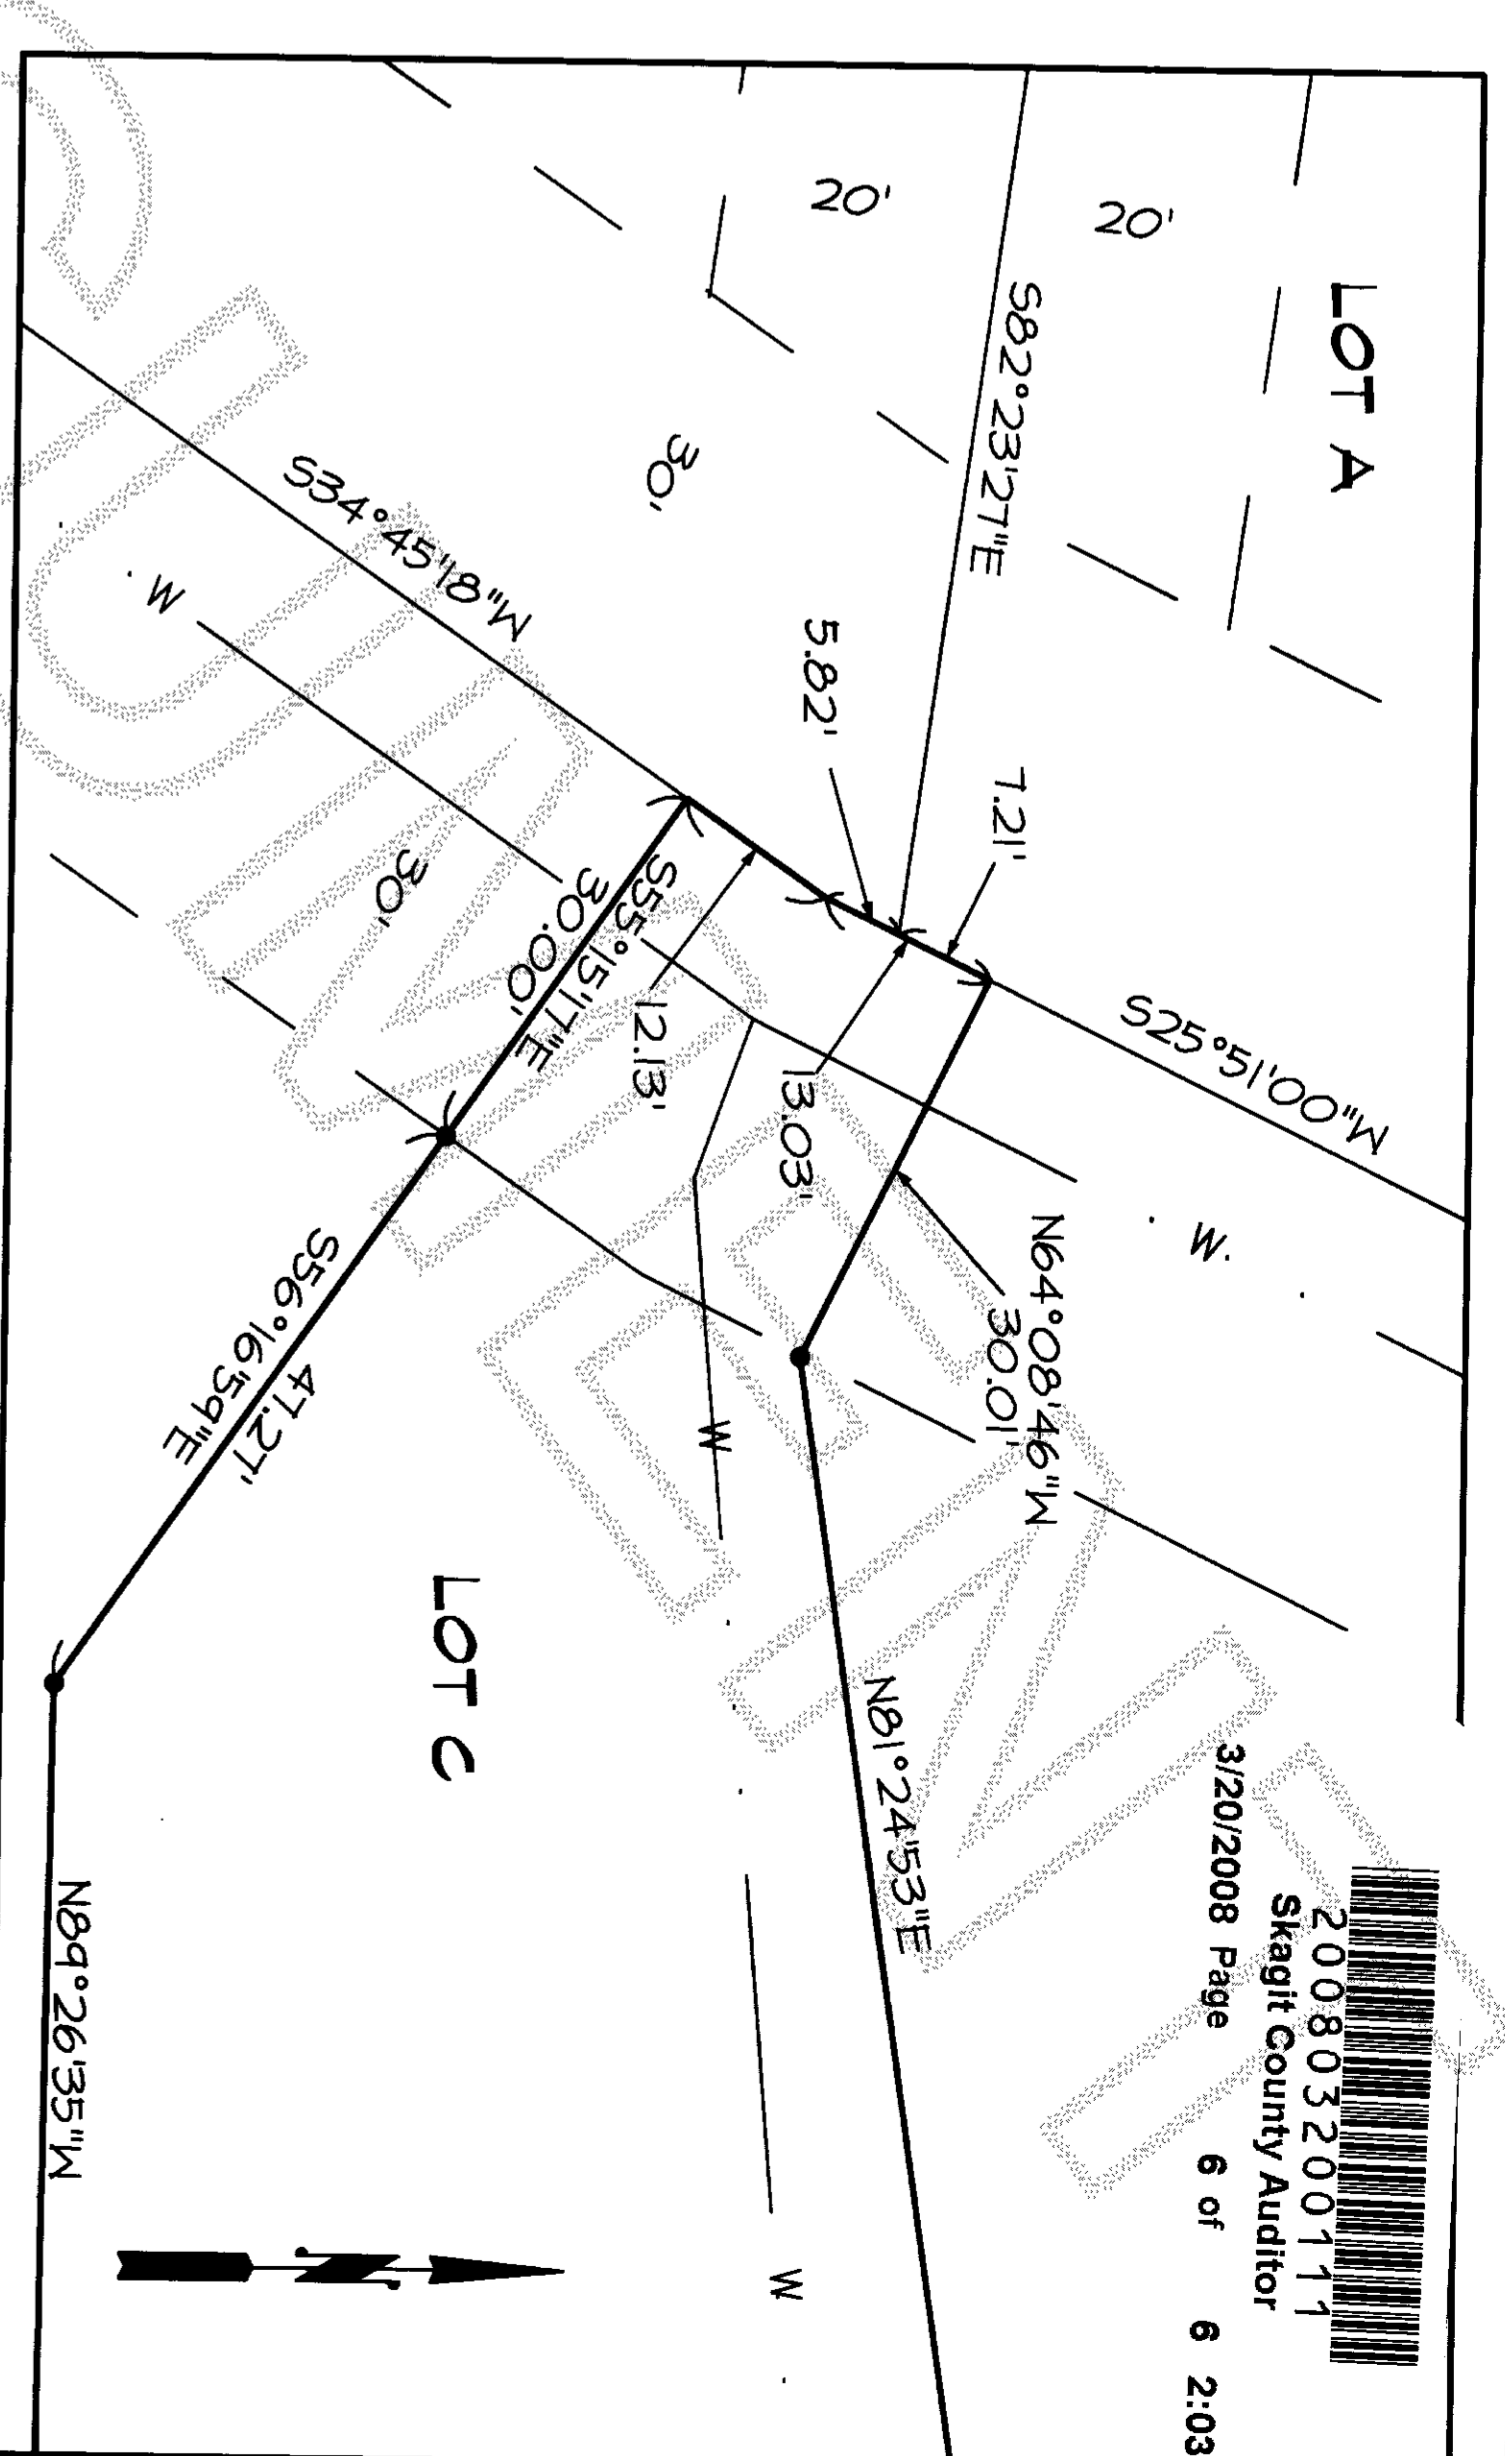 LOT A
20'
20'
S82°23'27"E
30'
S34°45'18"W
W
5.82'
7.21'
S25°51'00"W
30'
S55°15'17"E
30.00'
12.13'
13.03'
N64°08'46"W
30.01'
W
S56°16'59"E
47.27'
W
LOT C
N81°24'53"E
N89°26'35"W
W
200803200111
Skagit County Auditor
3/20/2008 Page 6 of 6 2:03